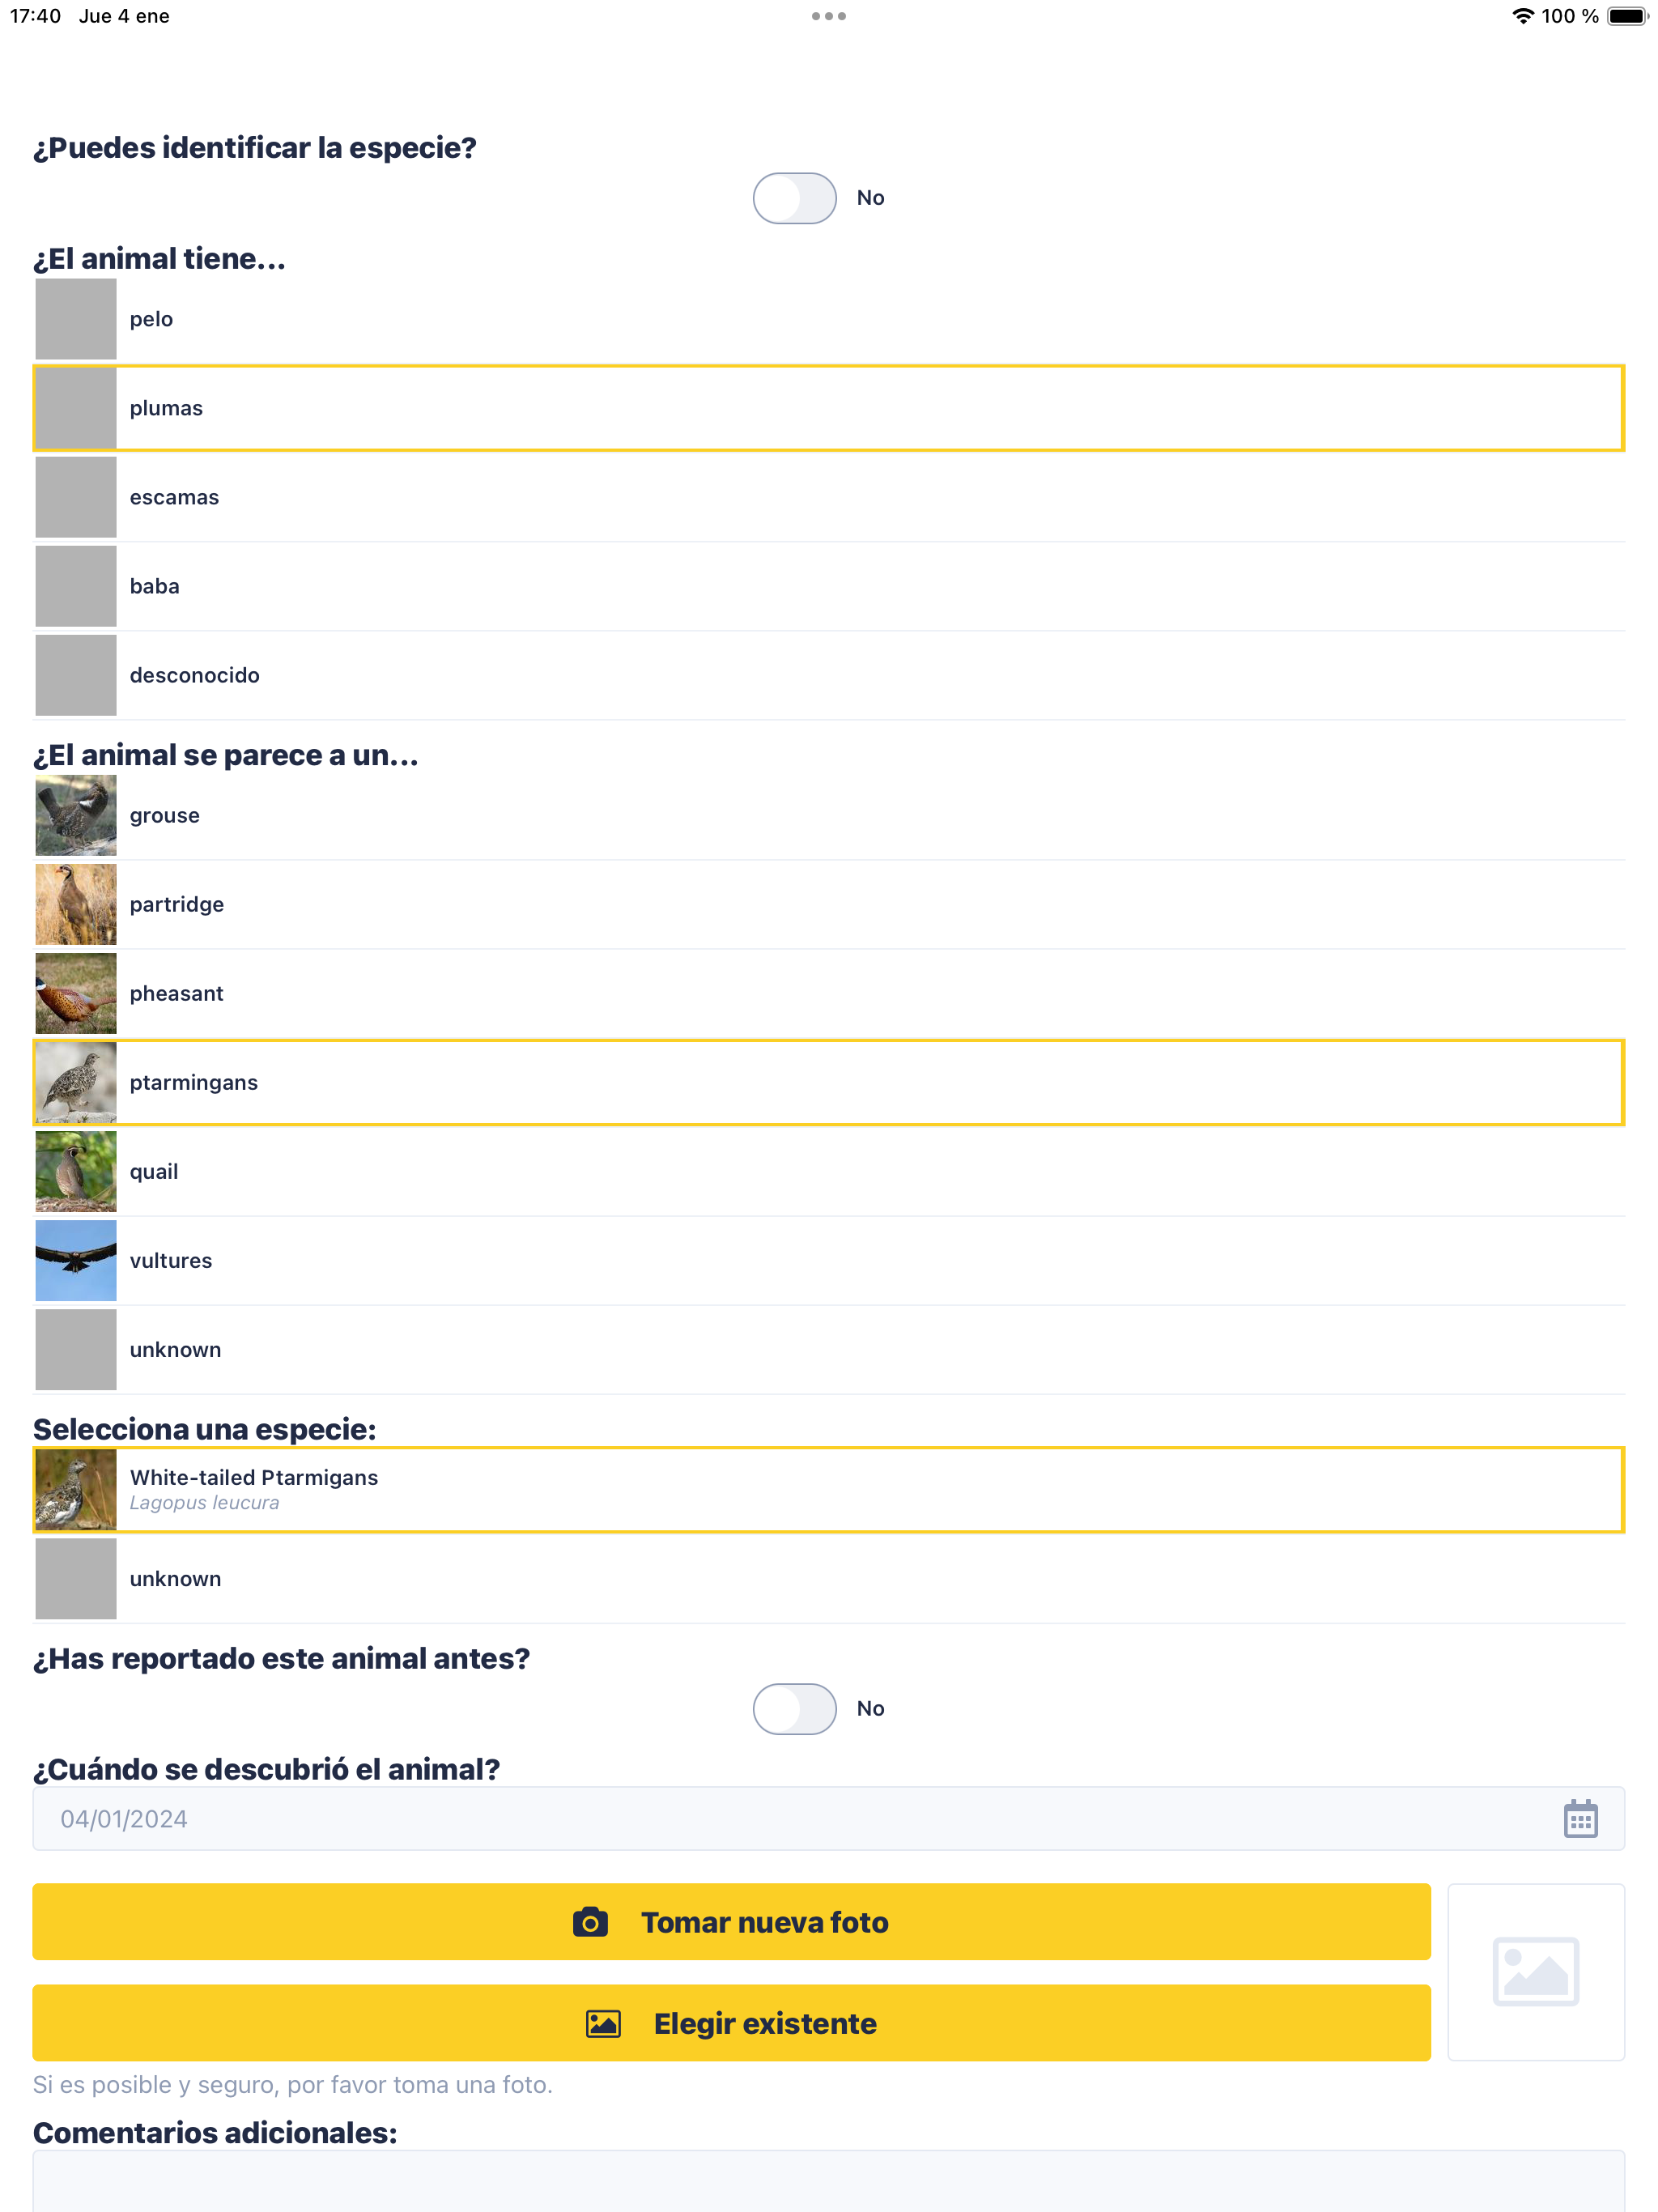 17:40 Jue 4 ene
100 %
¿Puedes identificar la especie?
No
¿El animal tiene...
pelo
plumas
escamas
baba
desconocido
¿El animal se parece a un...
grouse
partridge
pheasant
ptarmingans
quail
vultures
unknown
Selecciona una especie:
White-tailed Ptarmigans
Lagopus leucura
unknown
¿Has reportado este animal antes?
No
¿Cuándo se descubrió el animal?
04/01/2024
Tomar nueva foto
Elegir existente
Si es posible y seguro, por favor toma una foto.
Comentarios adicionales: